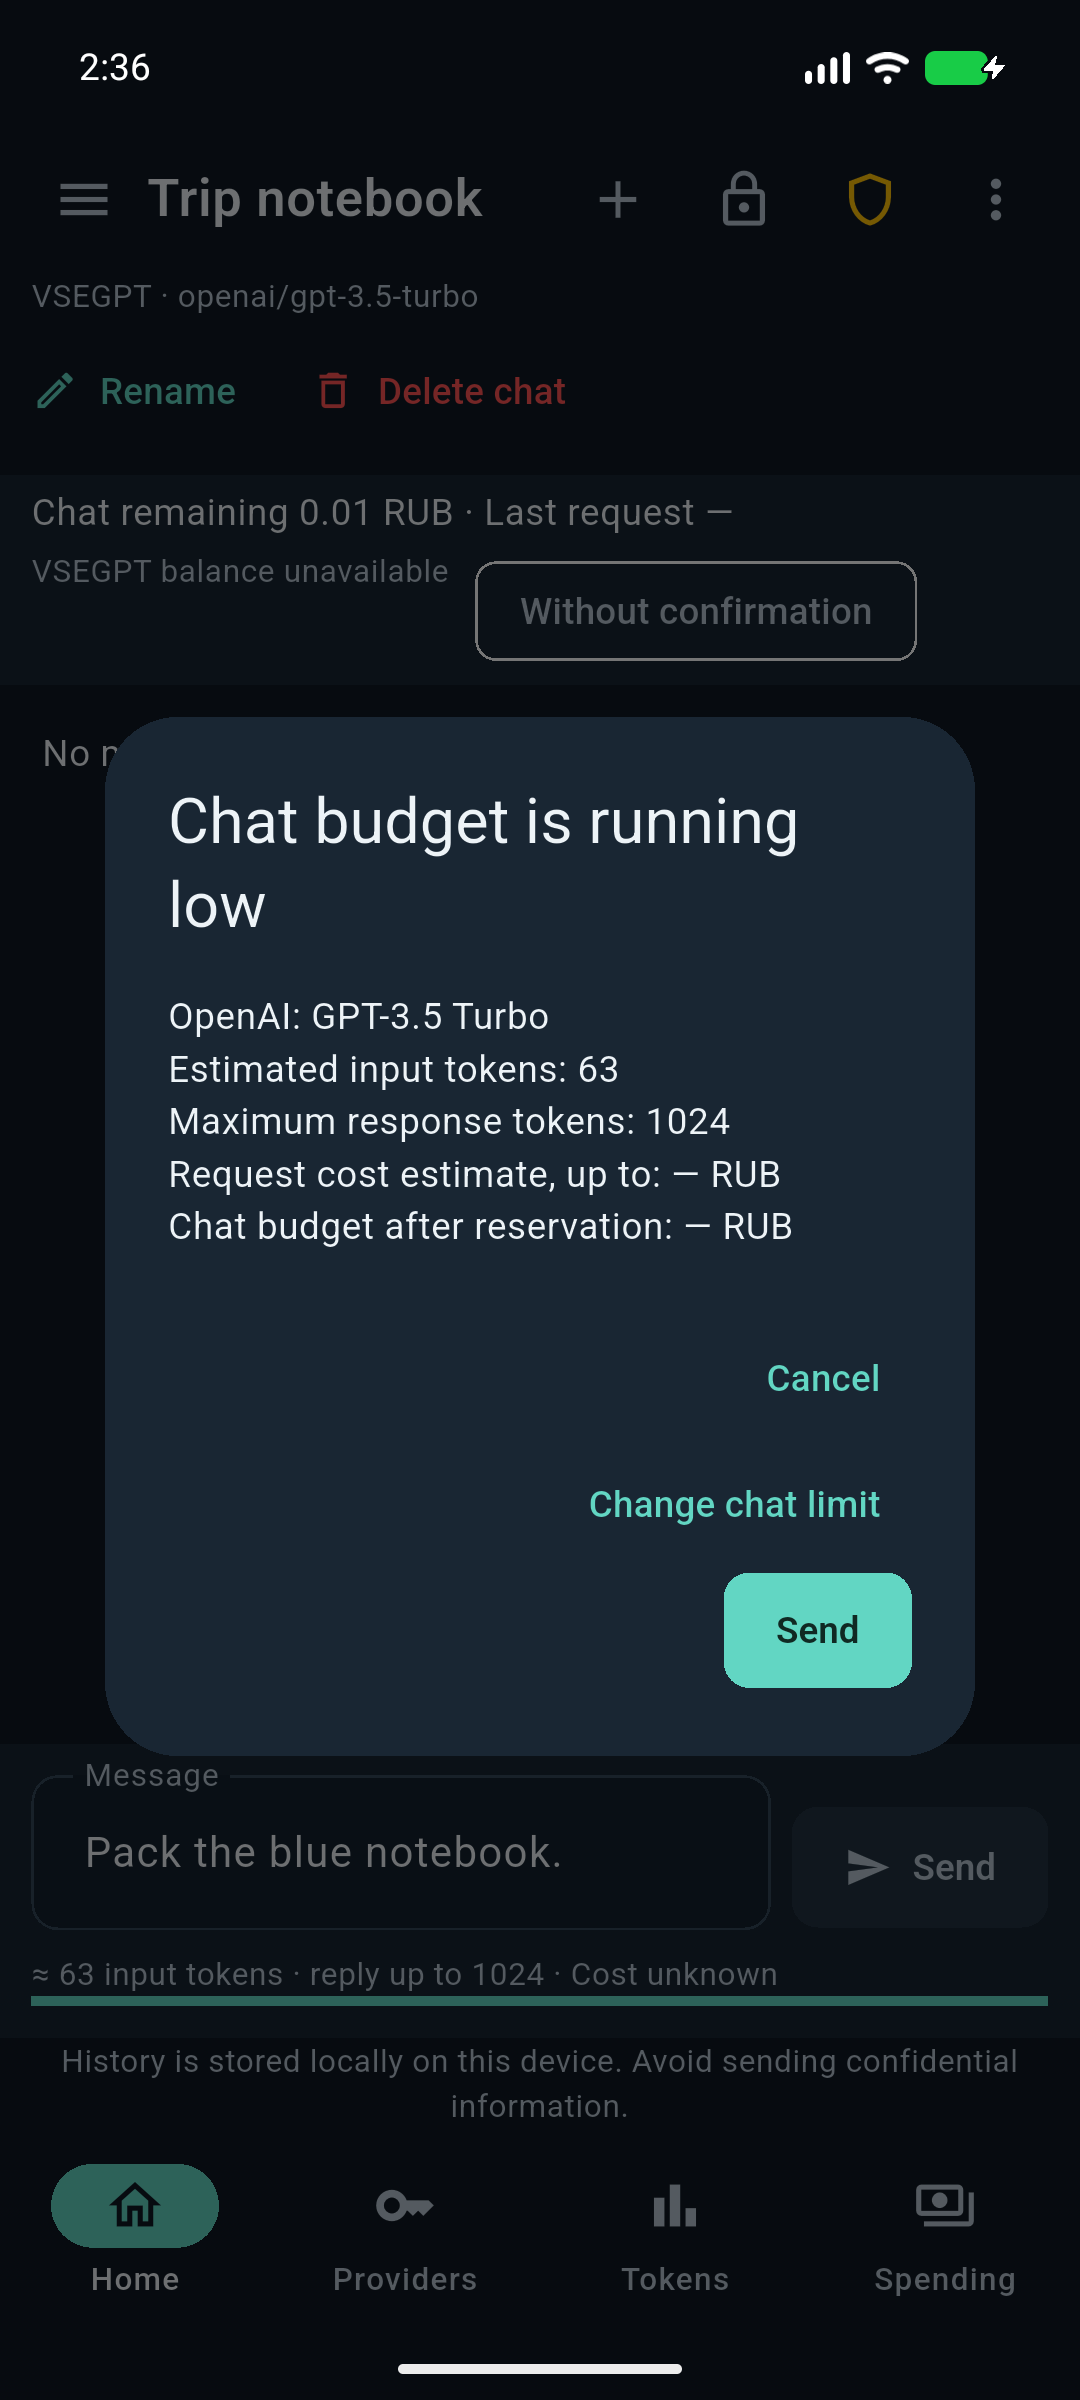 2:36
Trip notebook
VSEGPT · openai/gpt-3.5-turbo
Rename
Delete chat
Chat remaining 0.01 RUB · Last request —
VSEGPT balance unavailable
Without confirmation
No
Chat budget is running
low
OpenAI: GPT-3.5 Turbo
Estimated input tokens: 63
Maximum response tokens: 1024
Request cost estimate, up to: — RUB
Chat budget after reservation: — RUB
Cancel
Change chat limit
Send
Message
Pack the blue notebook.
Send
≈ 63 input tokens · reply up to 1024 · Cost unknown
History is stored locally on this device. Avoid sending confidential
information.
Home
Providers
Tokens
Spending